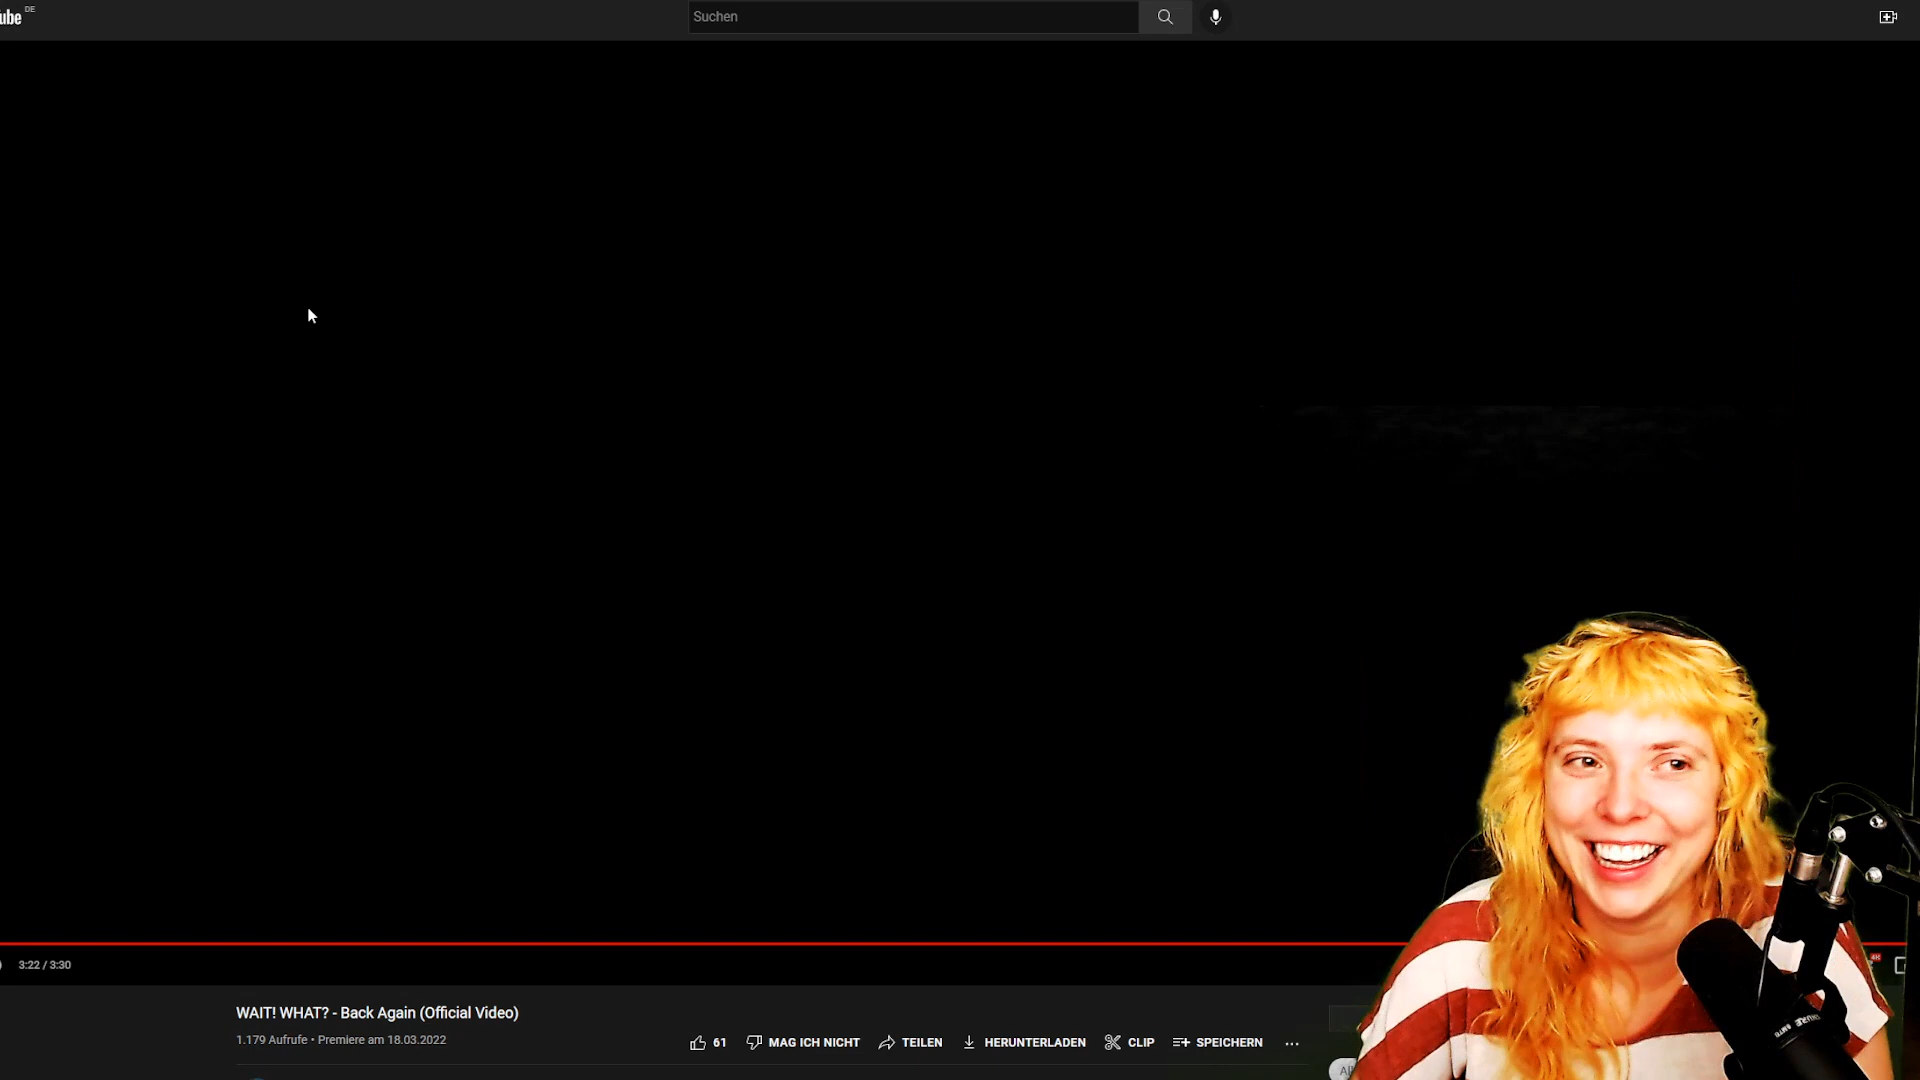 ube DE
Suchen
3:22 / 3:30
WAIT! WHAT? - Back Again (Official Video)
1.179 Aufrufe • Premiere am 18.03.2022
61 MAG ICH NICHT TEILEN HERUNTERLADEN CLIP SPEICHERN ...